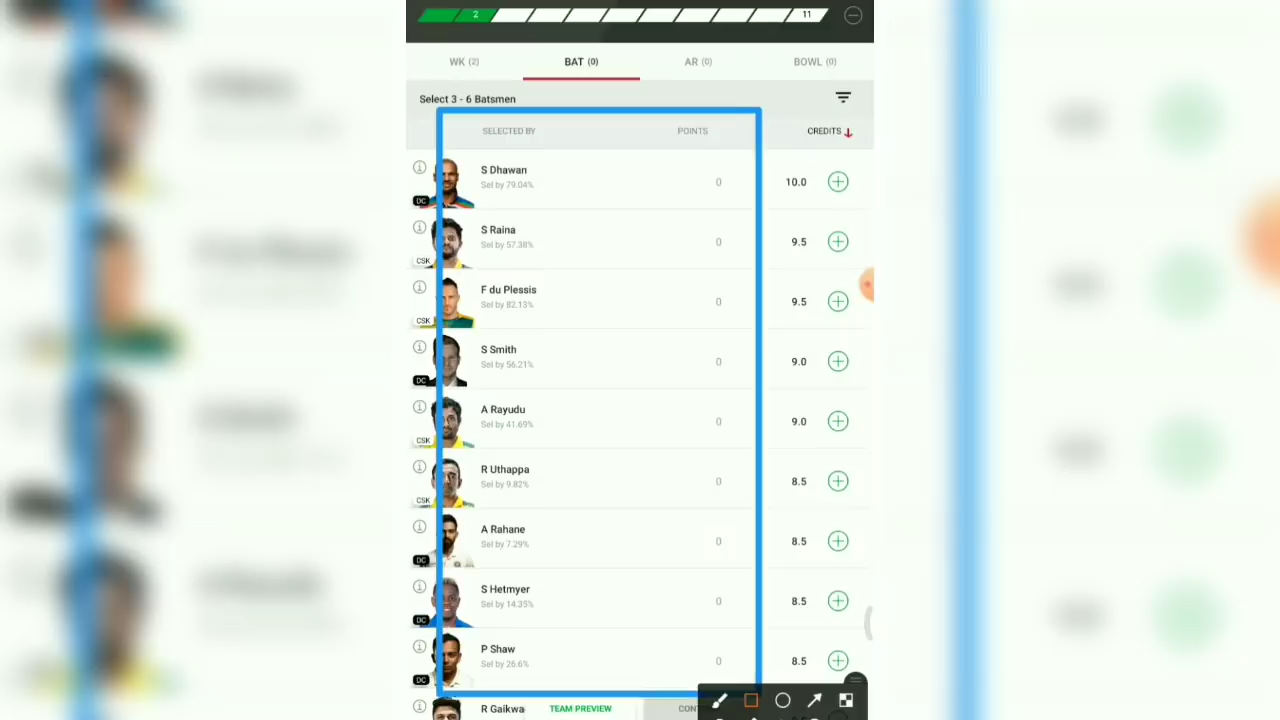 2 11
WK (2) BAT (0) AR (0) BOWL (0)
Select 3 - 6 Batsmen
SELECTED BY POINTS CREDITS
S Dhawan
Sel by 79.04% 0 10.0
DC
S Raina
Sel by 57.38% 0 9.5
CSK
F du Plessis
Sel by 82.13% 0 9.5
CSK
S Smith
Sel by 56.21% 0 9.0
DC
A Rayudu
Sel by 41.69% 0 9.0
CSK
R Uthappa
Sel by 9.82% 0 8.5
CSK
A Rahane
Sel by 7.29% 0 8.5
DC
S Hetmyer
Sel by 14.35% 0 8.5
DC
P Shaw
Sel by 26.6% 0 8.5
DC
R Gaikwa TEAM PREVIEW CONT